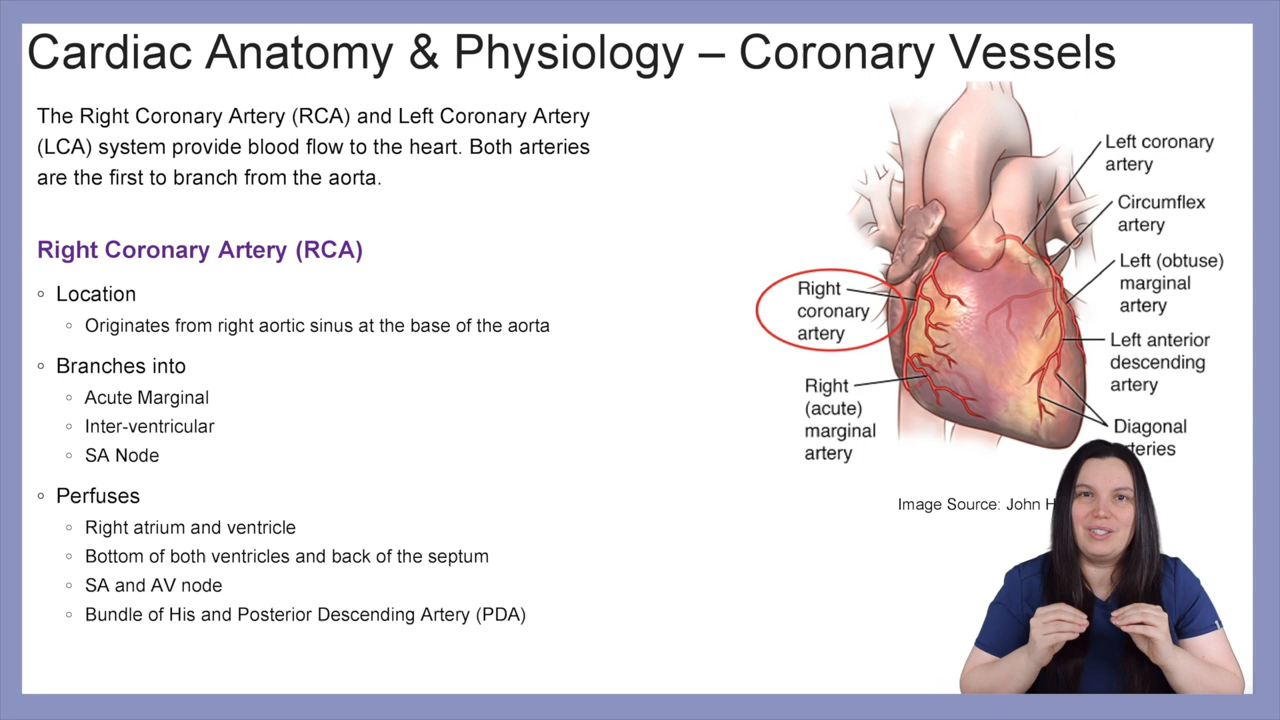 Cardiac Anatomy & Physiology – Coronary Vessels
The Right Coronary Artery (RCA) and Left Coronary Artery
(LCA) system provide blood flow to the heart. Both arteries
are the first to branch from the aorta.
Right Coronary Artery (RCA)
Location
Originates from right aortic sinus at the base of the aorta
Branches into
Acute Marginal
Inter-ventricular
SA Node
Perfuses
Right atrium and ventricle
Bottom of both ventricles and back of the septum
SA and AV node
Bundle of His and Posterior Descending Artery (PDA)
Left coronary
artery
Circumflex
artery
Left (obtuse)
marginal
artery
Left anterior
descending
artery
Diagonal
Right
coronary
artery
Right
(acute)
marginal
artery
Image Source: John